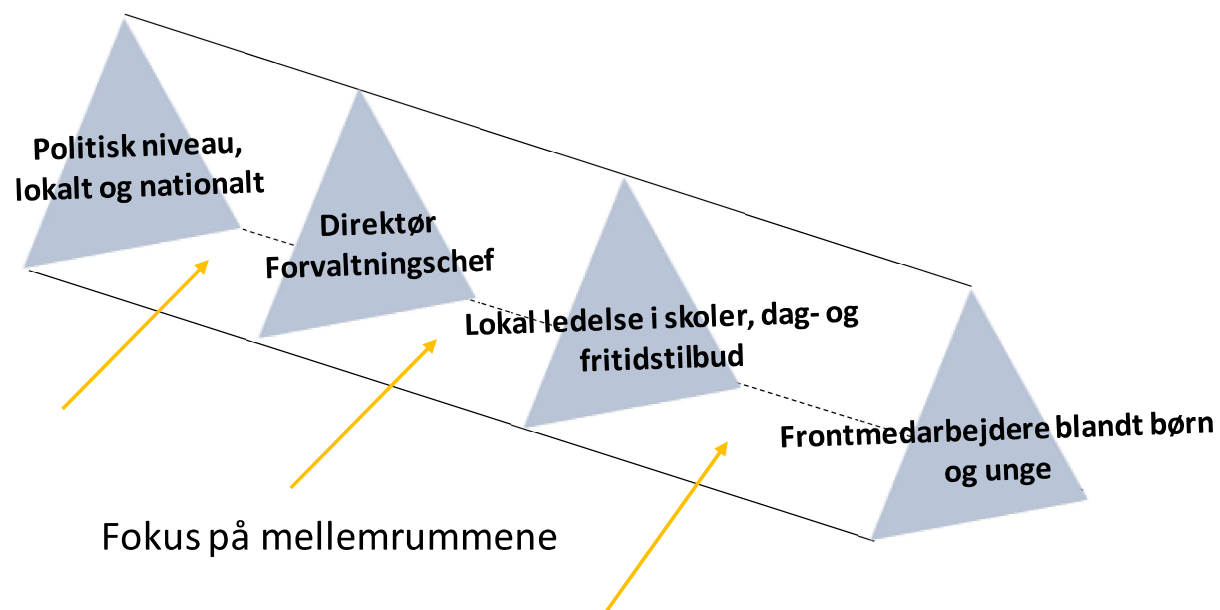 Politisk niveau,
lokalt og nationalt
Direktør
Forvaltningschef
Lokal ledelse i skoler, dag- og
fritidstilbud
Frontmedarbejdere blandt børn
og unge
Fokus på mellemrummene